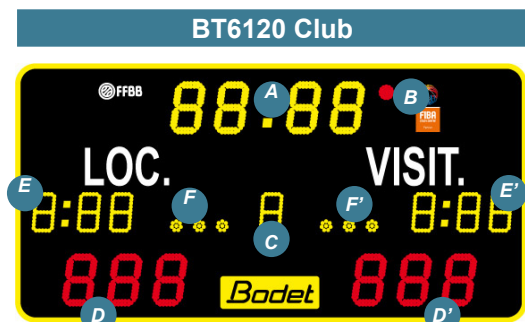 BT6120 Club
FFBB
88:88
A
B
FIBA
LOC.
VISIT.
E
8:88
F
8
C
F'
8:88
E'
888
D
Bodet
888
D'